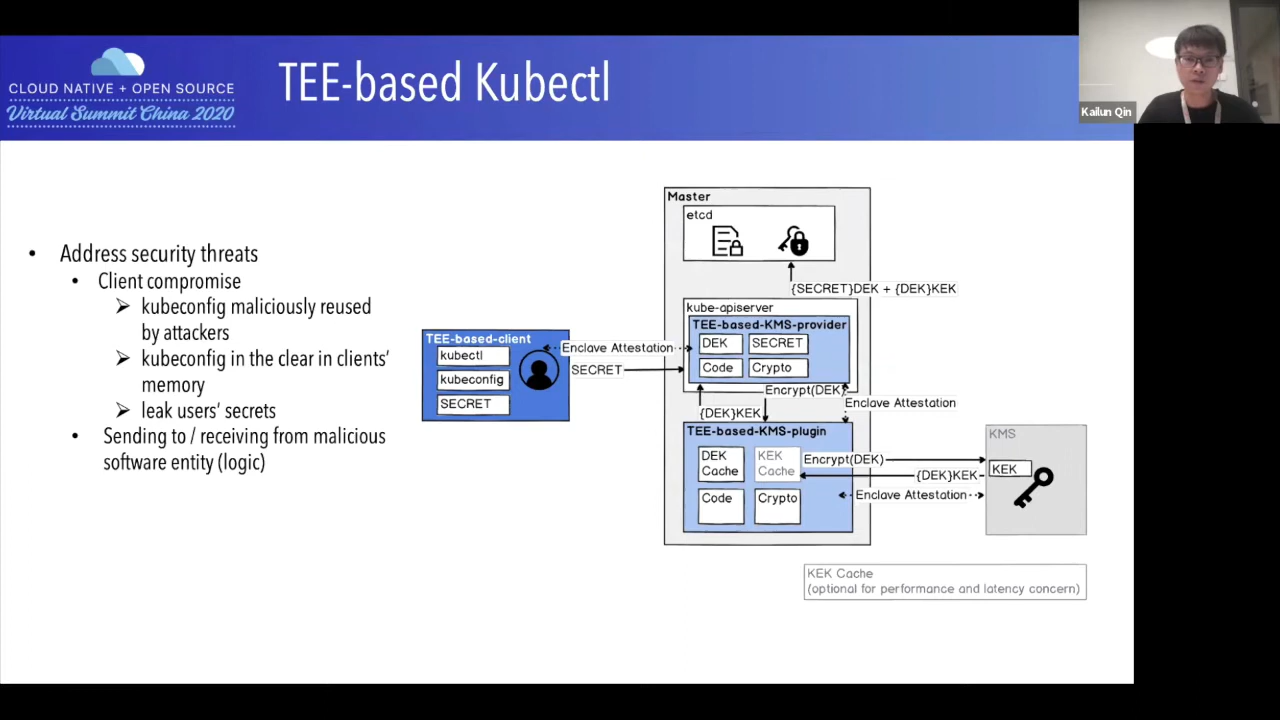 CLOUD NATIVE + OPEN SOURCE
Virtual Summit China 2020
TEE-based Kubectl
Kailun Qin
• Address security threats
• Client compromise
➢ kubeconfig maliciously reused
by attackers
➢ kubeconfig in the clear in clients'
memory
➢ leak users' secrets
• Sending to / receiving from malicious
software entity (logic)
TEE-based-client
kubectl
kubeconfig
SECRET
Enclave Attestation
SECRET
Master
etcd
{SECRET}DEK + {DEK}KEK
kube-apiserver
TEE-based-KMS-provider
DEK
SECRET
Code
Crypto
Encrypt(DEK)
{DEK}KEK
Enclave Attestation
TEE-based-KMS-plugin
DEK
Cache
KEK
Cache
Code
Crypto
Encrypt(DEK)
{DEK}KEK
Enclave Attestation
KMS
KEK
KEK Cache
(optional for performance and latency concern)